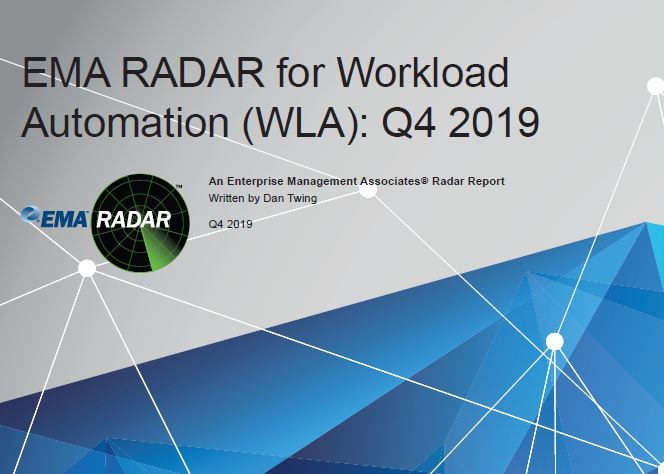 EMA RADAR for Workload
Automation (WLA): Q4 2019
An Enterprise Management Associates® Radar Report
Written by Dan Twing
Q4 2019
EMA RADAR™